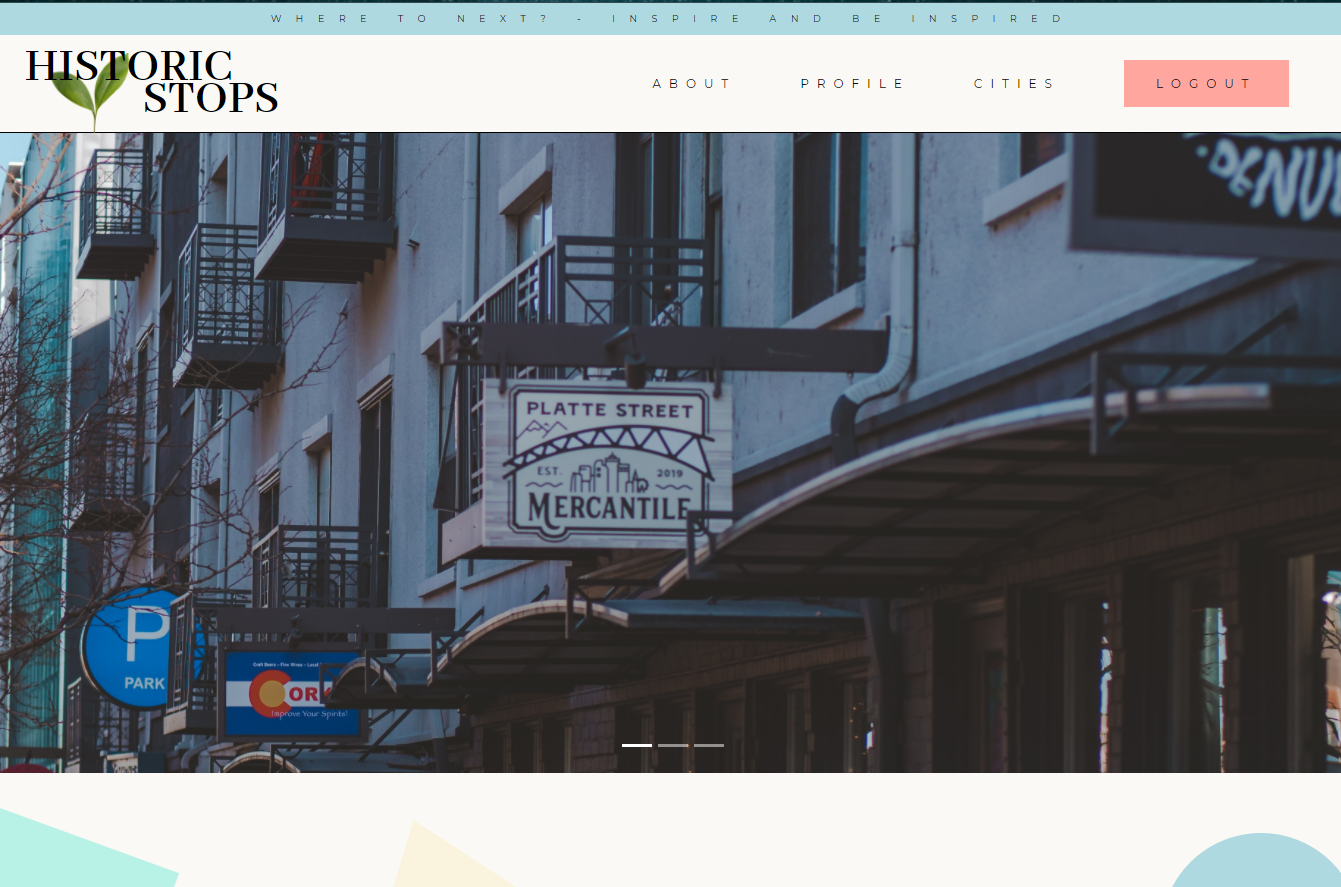 WHERE TO NEXT? - INSPIRE AND BE INSPIRED
HISTORIC
STOPS
ABOUT
PROFILE
CITIES
LOGOUT
PLATTE STREET
EST. 2019
MERCANTILE
P
PARK
Craft Beers - Fine Wines - Local
CORK
Improve Your Spirits!